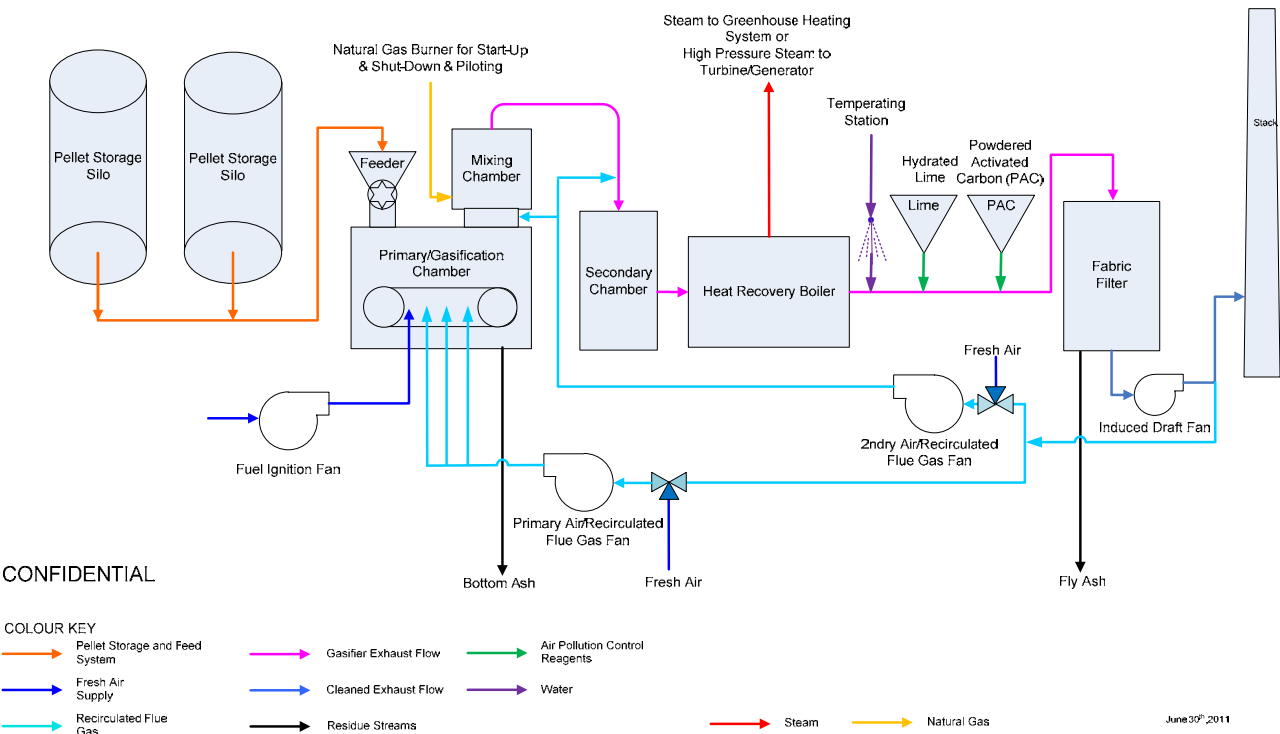 Steam to Greenhouse Heating
System or
High Pressure Steam to
Turbine/Generator
Natural Gas Burner for Start-Up
& Shut-Down & Piloting
Temperating
Station
Hydrated
Lime
Powdered
Activated
Carbon (PAC)
Stack
Pellet Storage
Silo
Pellet Storage
Silo
Feeder
Mixing
Chamber
Lime
PAC
Primary/Gasification
Chamber
Secondary
Chamber
Heat Recovery Boiler
Fabric
Filter
Fresh Air
Fuel Ignition Fan
2ndry Air/Recirculated
Flue Gas Fan
Induced Draft Fan
Primary Air/Recirculated
Flue Gas Fan
Bottom Ash
Fresh Air
Fly Ash
CONFIDENTIAL
COLOUR KEY
Pellet Storage and Feed
System
Gasifier Exhaust Flow
Air Pollution Control
Reagents
Fresh Air
Supply
Cleaned Exhaust Flow
Water
Recirculated Flue
Gas
Residue Streams
Steam
Natural Gas
June 30th, 2011